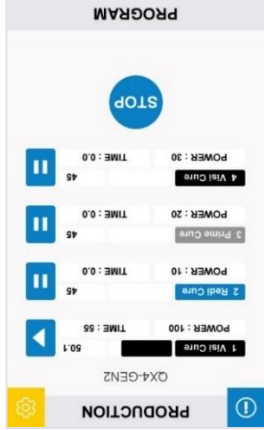 PRODUCTION
QX4-GEN2
1 Visi Cure 50.1
POWER : 100 TIME : 55
2 Redi Cure 45
POWER : 10 TIME : 0.0
3 Prime Cure 45
POWER : 20 TIME : 0.0
4 Visi Cure 45
POWER : 30 TIME : 0.0
STOP
PROGRAM